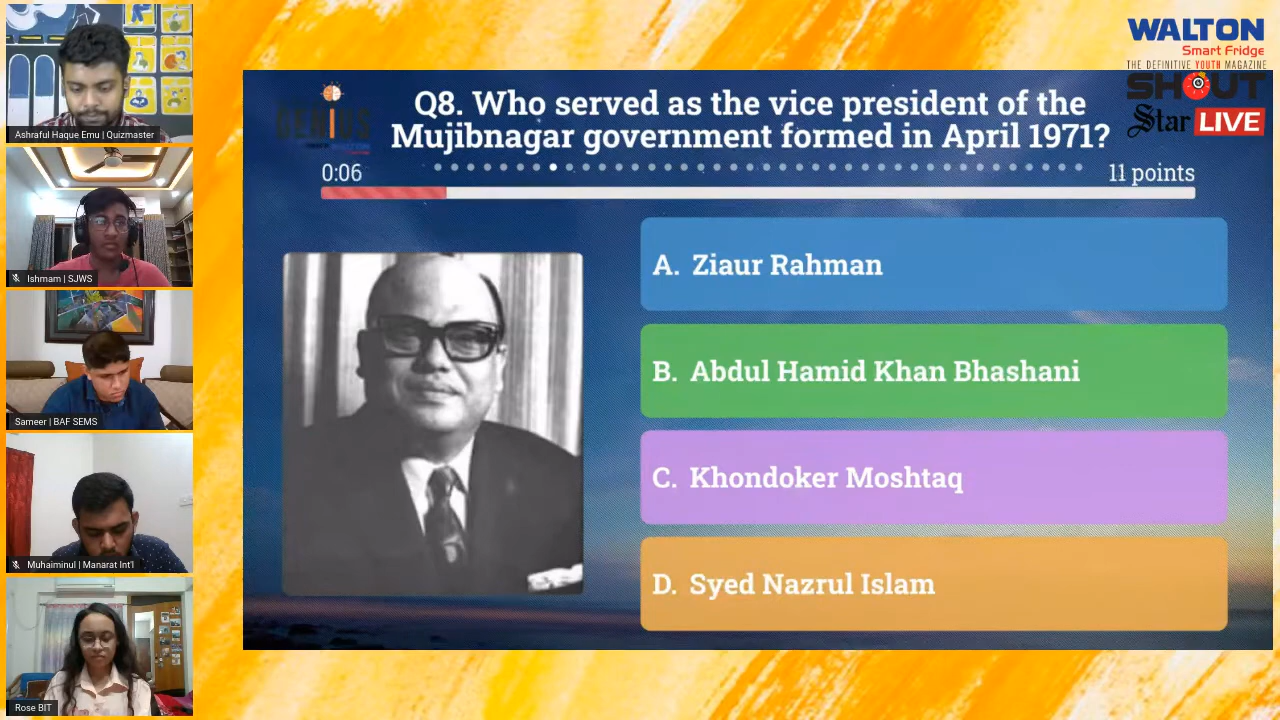 Ashraful Haque Emu | Quizmaster
Ishmam | SJWS
Sameer | BAF SEMS
Muhaiminul | Manarat Int'l
Rose BIT
WALTON
Smart Fridge
THE DEFINITIVE YOUTH MAGAZINE
SHOUT
Star LIVE
GENIUS
Q8. Who served as the vice president of the
Mujibnagar government formed in April 1971?
0:06
11 points
A. Ziaur Rahman
B. Abdul Hamid Khan Bhashani
C. Khondoker Moshtaq
D. Syed Nazrul Islam